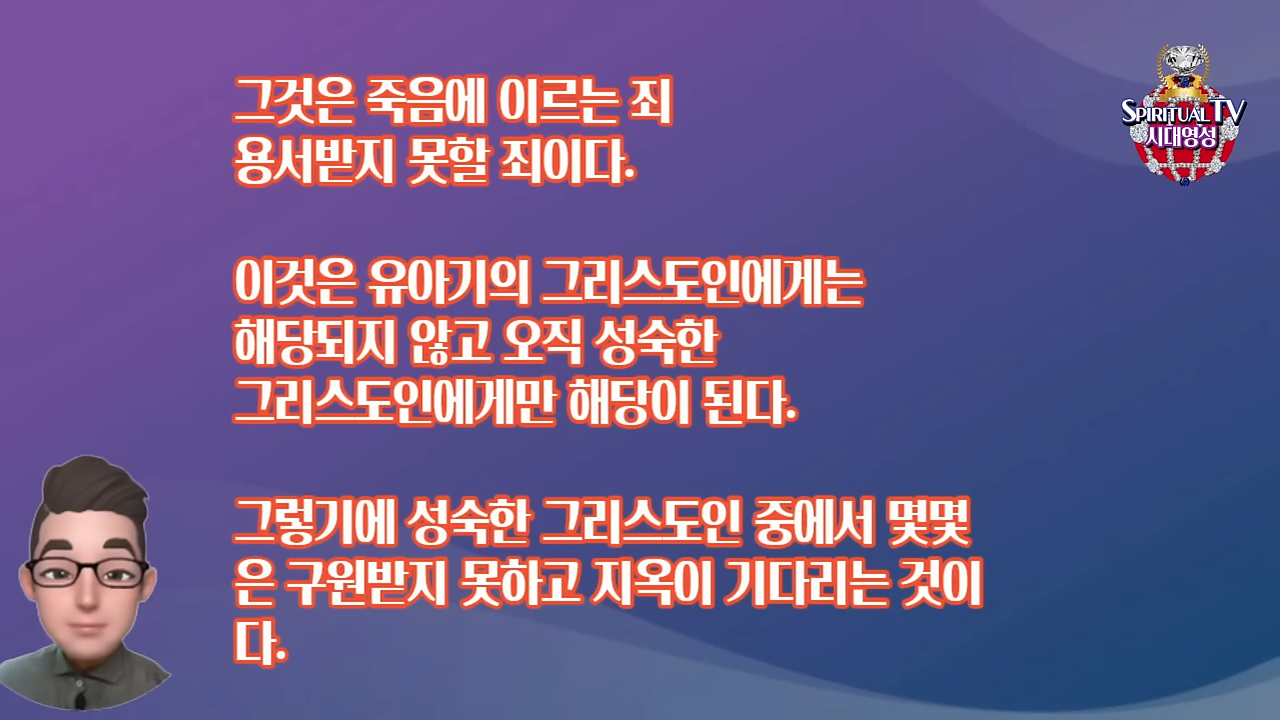 그것은 죽음에 이르는 죄
용서받지 못할 죄이다.
이것은 유아기의 그리스도인에게는
해당되지 않고 오직 성숙한
그리스도인에게만 해당이 된다.
그렇기에 성숙한 그리스도인 중에서 몇몇
은 구원받지 못하고 지옥이 기다리는 것이
다.
SPIRITUAL TV
시대영성